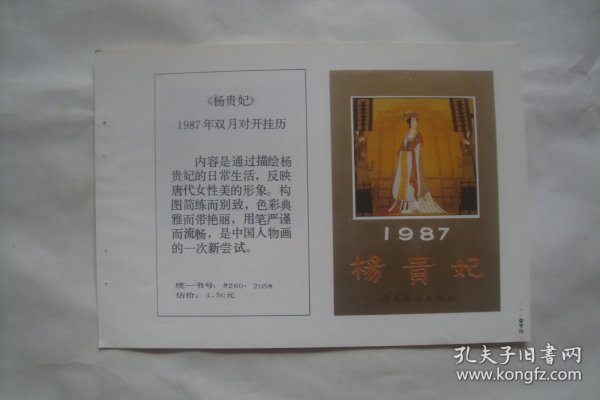 《杨贵妃》
1987年双月对开挂历
内容是通过描绘杨
贵妃的日常生活，反映
唐代女性美的形象。构
图简练而别致，色彩典
雅而带艳丽，用笔严谨
而流畅，是中国人物画
的一次新尝试。
统一书号：8260·2058
估价：4.50元
1987
楊貴妃
孔夫子旧书网
www.kongfz.com